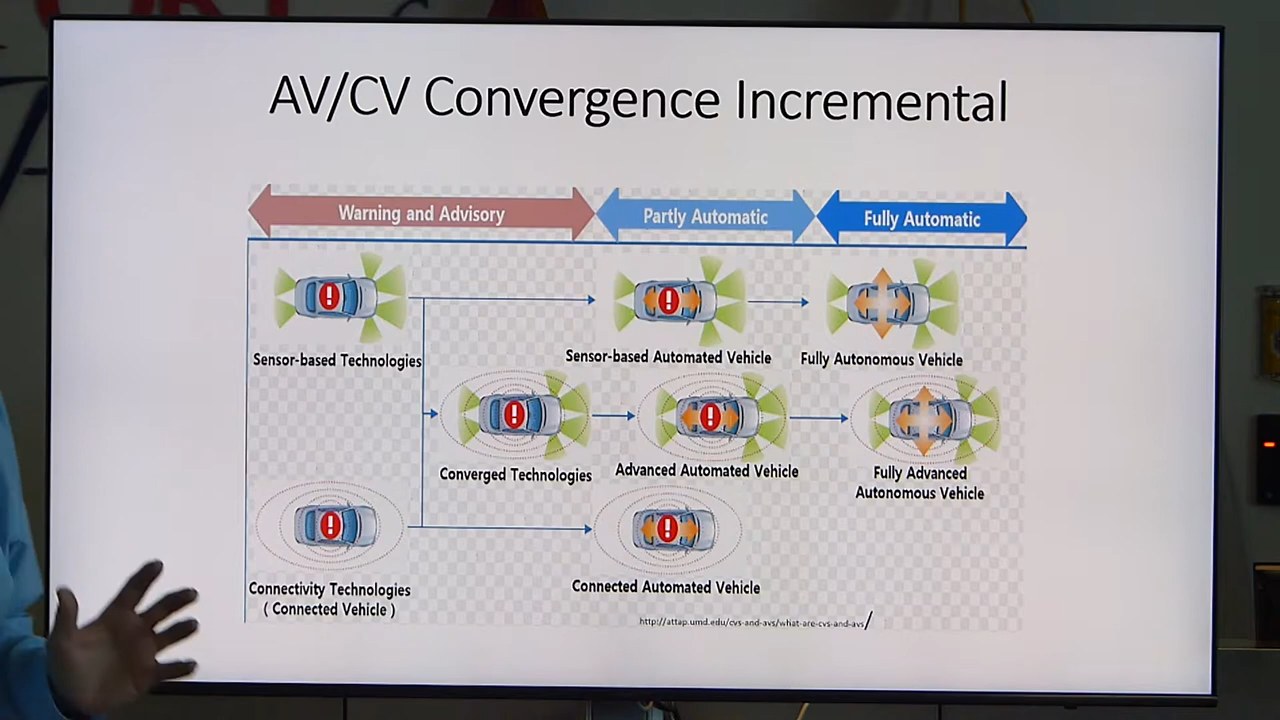 AV/CV Convergence Incremental
Warning and Advisory
Partly Automatic
Fully Automatic
Sensor-based Technologies
Sensor-based Automated Vehicle
Fully Autonomous Vehicle
Converged Technologies
Advanced Automated Vehicle
Fully Advanced
Autonomous Vehicle
Connectivity Technologies
( Connected Vehicle )
Connected Automated Vehicle
http://attap.umd.edu/cvs-and-avs/what-are-cvs-and-avs/